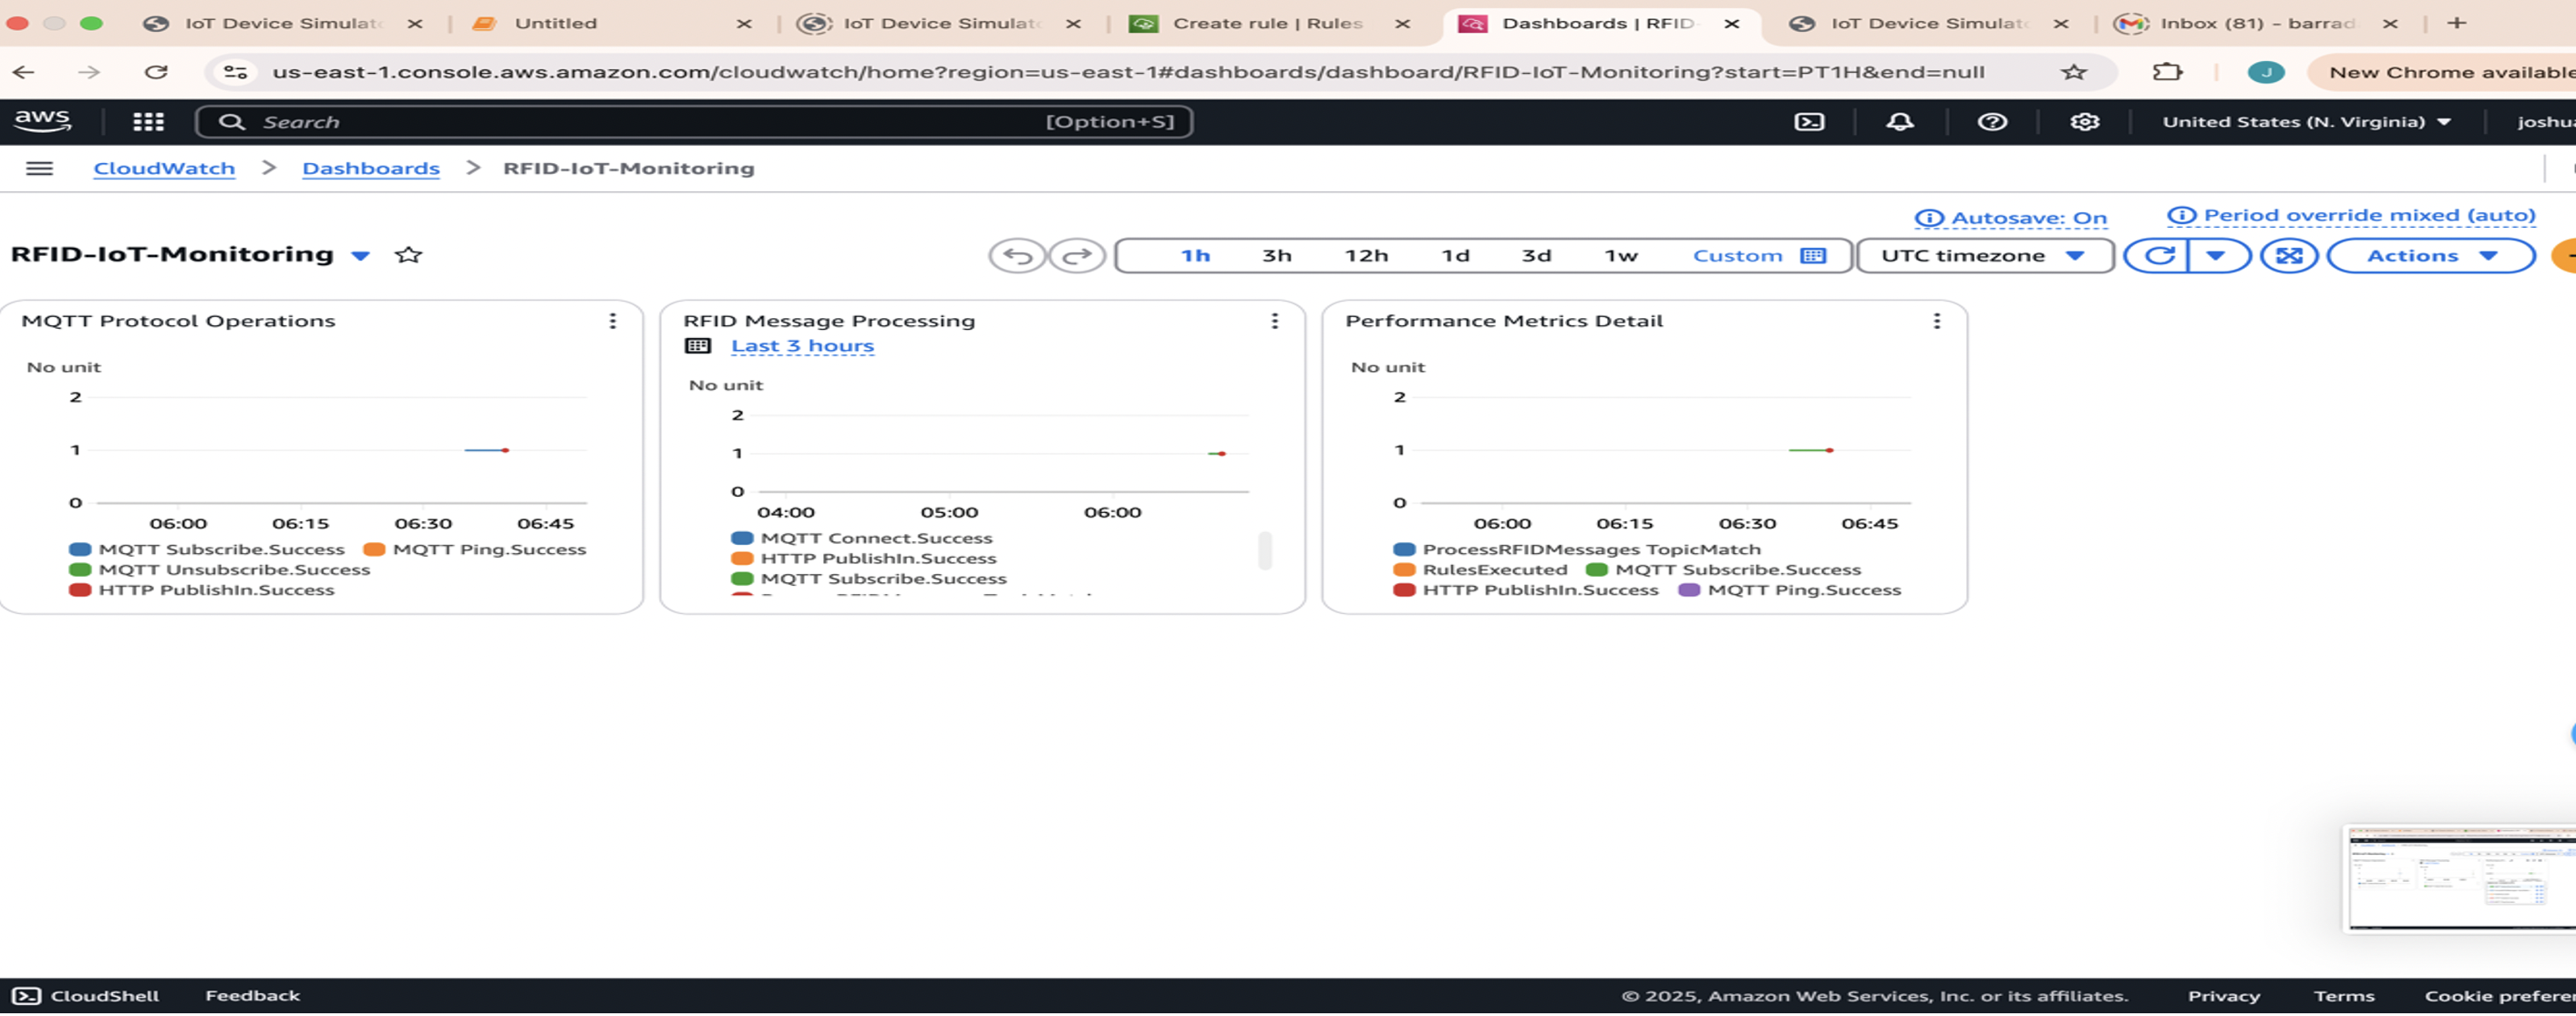 IoT Device Simulat
Untitled
IoT Device Simulat
Create rule | Rules
Dashboards | RFID-
IoT Device Simulat
Inbox (81) - barrad
us-east-1.console.aws.amazon.com/cloudwatch/home?region=us-east-1#dashboards/dashboard/RFID-IoT-Monitoring?start=PT1H&end=null
J
New Chrome available
aws
Search
[Option+S]
United States (N. Virginia)
joshua
CloudWatch > Dashboards > RFID-IoT-Monitoring
Autosave: On
Period override mixed (auto)
RFID-IoT-Monitoring
1h 3h 12h 1d 3d 1w Custom
UTC timezone
Actions
MQTT Protocol Operations
No unit
2
1
0
06:00 06:15 06:30 06:45
MQTT Subscribe.Success MQTT Ping.Success
MQTT Unsubscribe.Success
HTTP PublishIn.Success
RFID Message Processing
Last 3 hours
No unit
2
1
0
04:00 05:00 06:00
MQTT Connect.Success
HTTP PublishIn.Success
MQTT Subscribe.Success
Performance Metrics Detail
No unit
2
1
0
06:00 06:15 06:30 06:45
ProcessRFIDMessages TopicMatch
RulesExecuted MQTT Subscribe.Success
HTTP PublishIn.Success MQTT Ping.Success
CloudShell Feedback
© 2025, Amazon Web Services, Inc. or its affiliates. Privacy Terms Cookie prefere